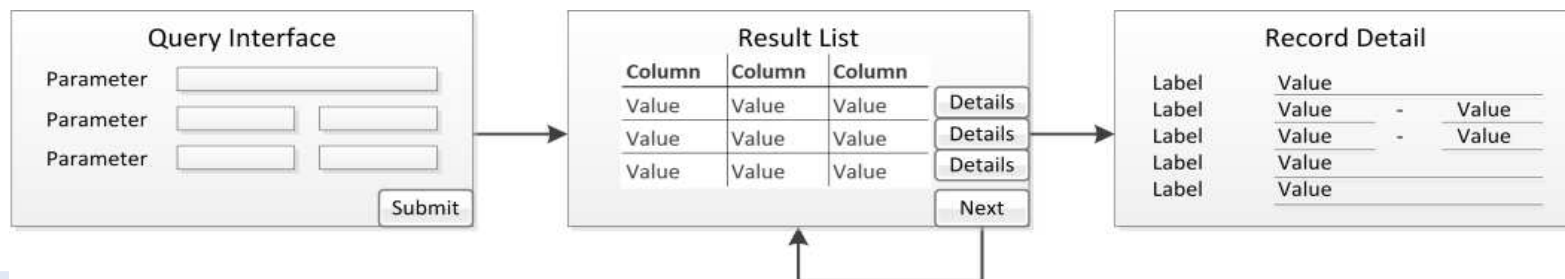 Query Interface
Parameter
Parameter
Parameter
Submit
Result List
Column Column Column
Value Value Value Details
Value Value Value Details
Value Value Value Details
Next
Record Detail
Label Value
Label Value - Value
Label Value - Value
Label Value
Label Value